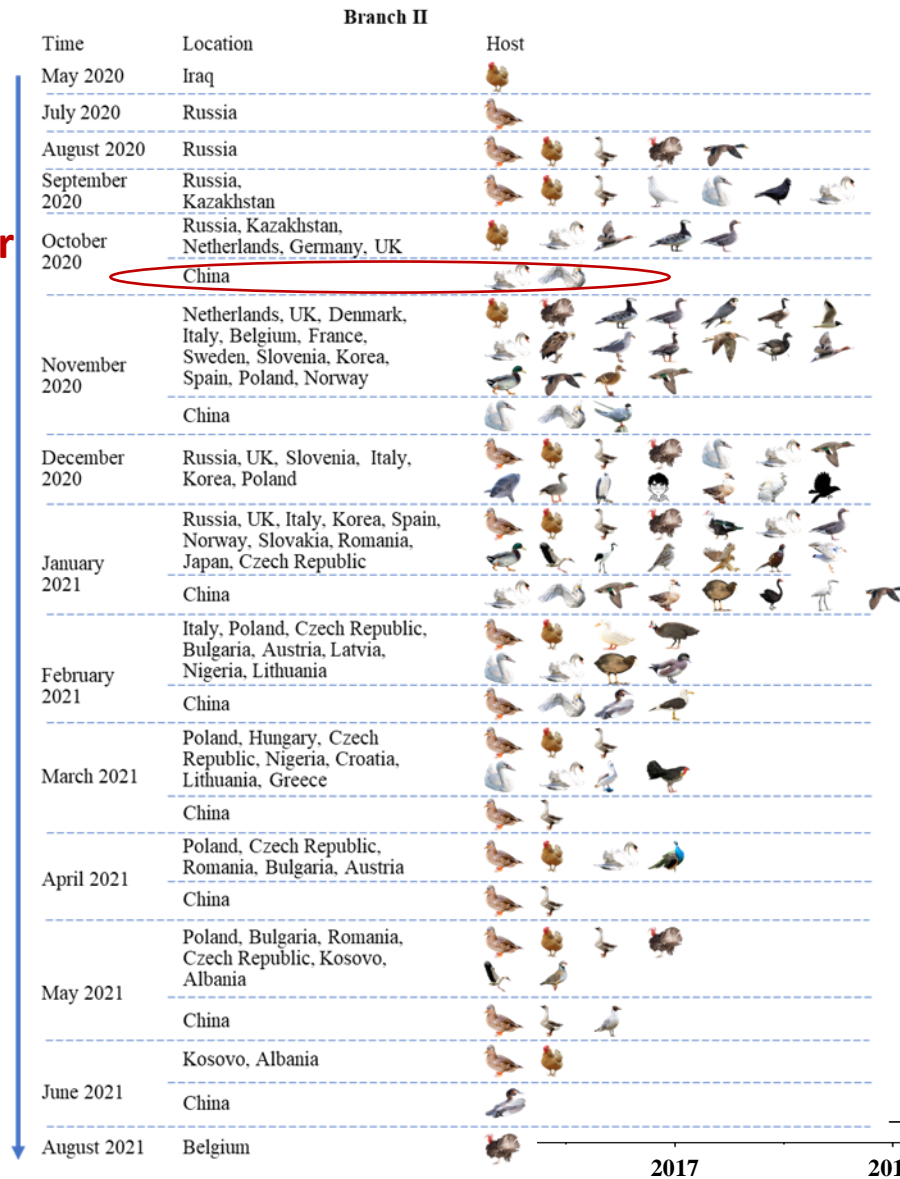 Branch II
Time Location Host
May 2020 Iraq
July 2020 Russia
August 2020 Russia
September
2020
Russia,
Kazakhstan
October
2020
Russia, Kazakhstan,
Netherlands, Germany, UK
China
r
November
2020
Netherlands, UK, Denmark,
Italy, Belgium, France,
Sweden, Slovenia, Korea,
Spain, Poland, Norway
China
December
2020
Russia, UK, Slovenia, Italy,
Korea, Poland
January
2021
Russia, UK, Italy, Korea, Spain,
Norway, Slovakia, Romania,
Japan, Czech Republic
China
February
2021
Italy, Poland, Czech Republic,
Bulgaria, Austria, Latvia,
Nigeria, Lithuania
China
March 2021
Poland, Hungary, Czech
Republic, Nigeria, Croatia,
Lithuania, Greece
China
April 2021
Poland, Czech Republic,
Romania, Bulgaria, Austria
China
May 2021
Poland, Bulgaria, Romania,
Czech Republic, Kosovo,
Albania
China
June 2021
Kosovo, Albania
China
August 2021 Belgium
2017 201